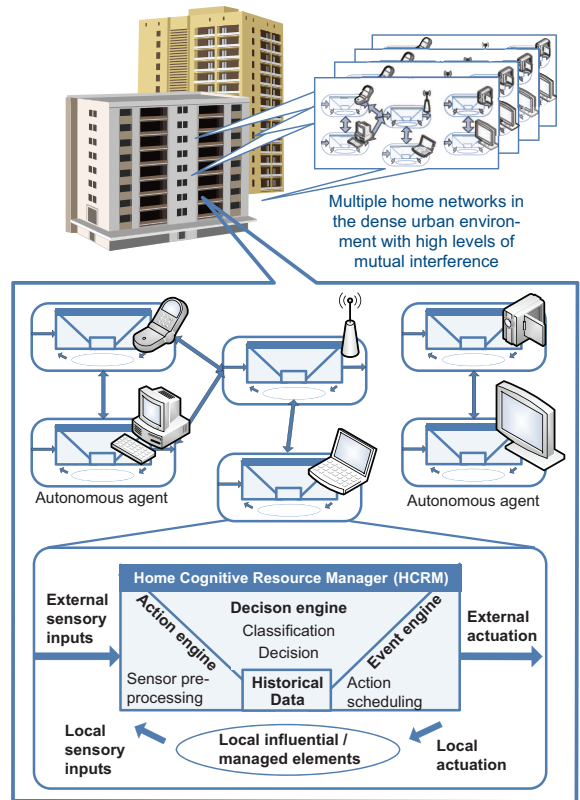 Multiple home networks in
the dense urban environ-
ment with high levels of
mutual interference
Autonomous agent
Autonomous agent
Home Cognitive Resource Manager (HCRM)
External
sensory
inputs
Action engine
Decison engine
Classification
Decision
Event engine
External
actuation
Sensor pre-
processing
Historical
Data
Action
scheduling
Local
sensory
inputs
Local influential /
managed elements
Local
actuation